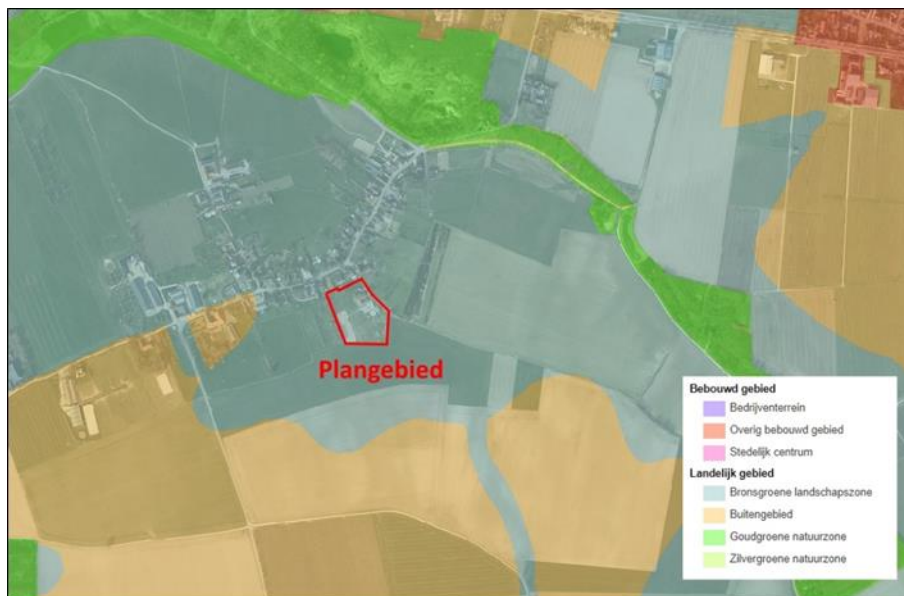 Plangebied
Bebouwd gebied
Bedrijventerrein
Overig bebouwd gebied
Stedelijk centrum
Landelijk gebied
Bronsgroene landschapszone
Buitengebied
Goudgroene natuurzone
Zilvergroene natuurzone